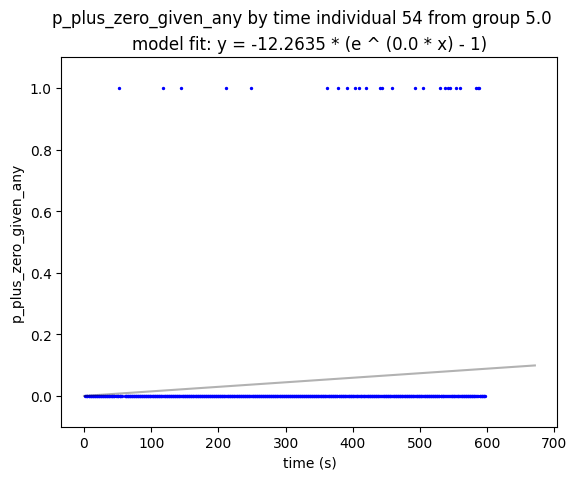 p_plus_zero_given_any by time individual 54 from group 5.0
model fit: y = -12.2635 * (e ^ (0.0 * x) - 1)
1.0
0.8
0.6
0.4
0.2
0.0
p_plus_zero_given_any
0 100 200 300 400 500 600 700
time (s)